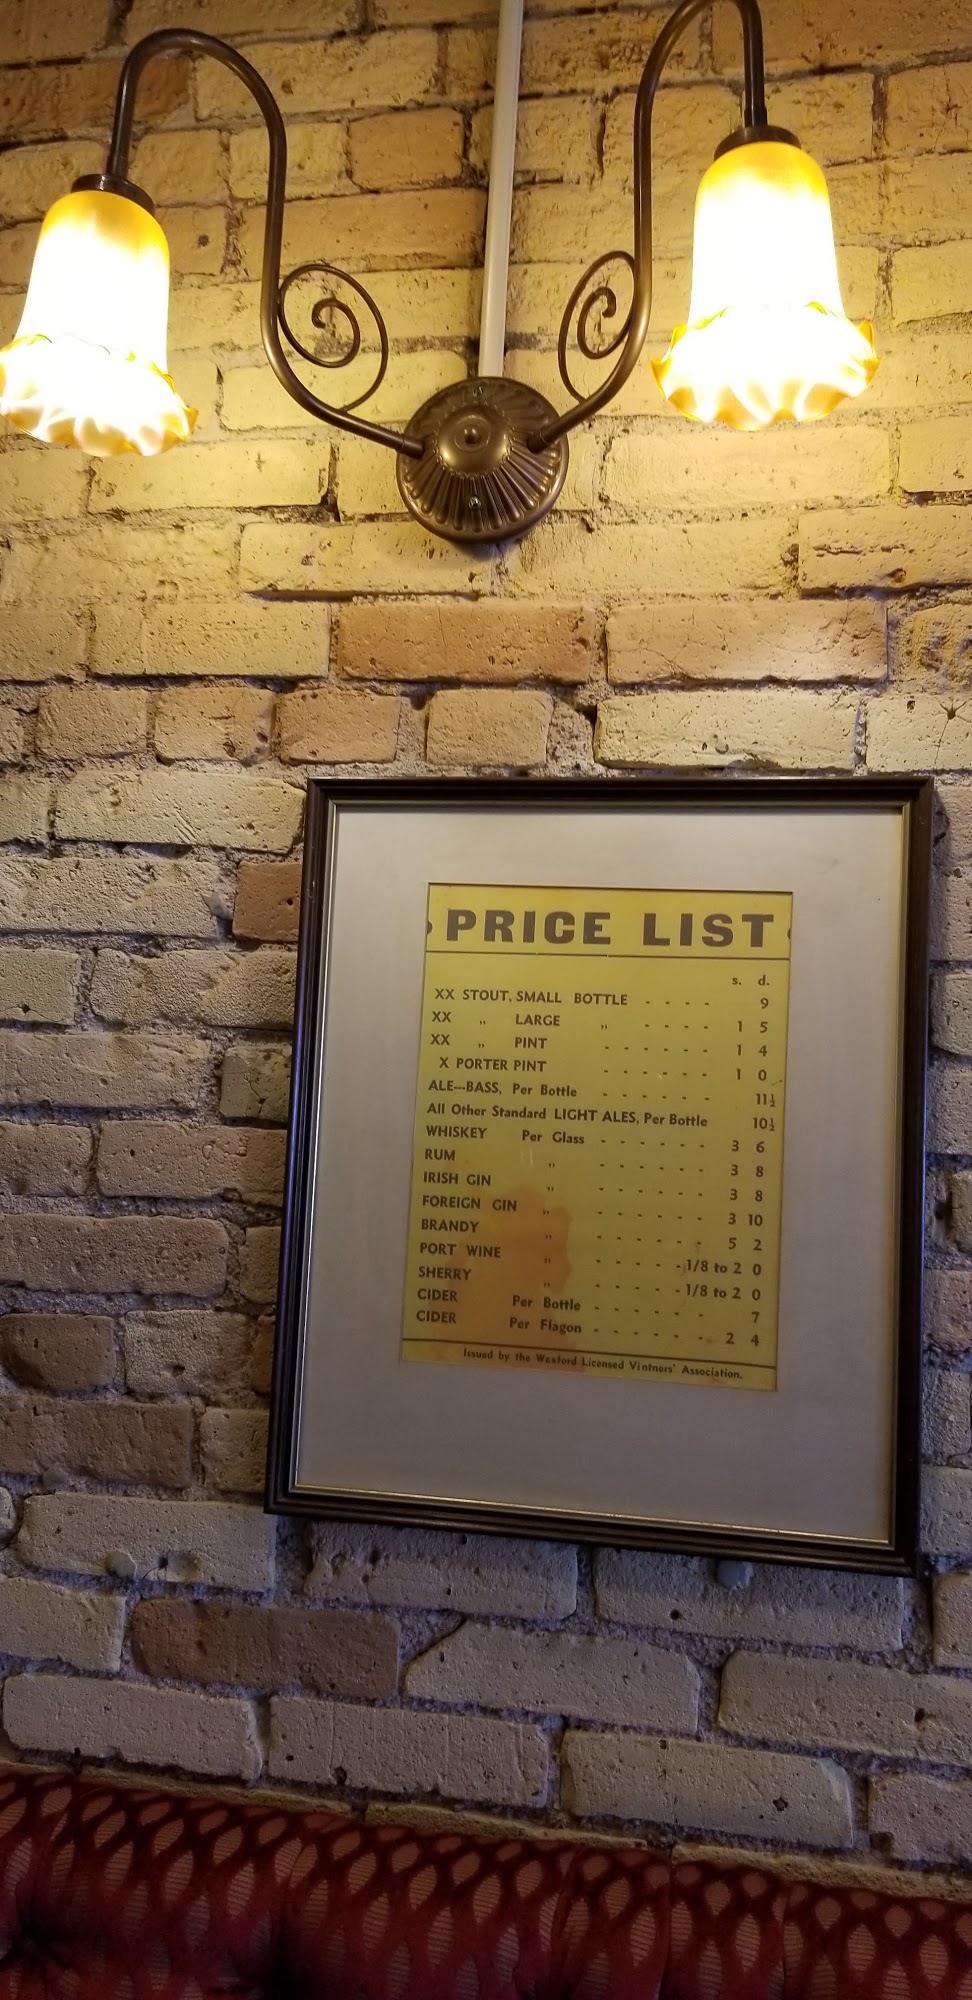 PRICE LIST
s. d.
XX STOUT, SMALL BOTTLE - - - - 9
XX „ LARGE „ - - - - 1 5
XX „ PINT - - - - - - 1 4
X PORTER PINT - - - - - - 1 0
ALE---BASS, Per Bottle - - - - - - 11½
All Other Standard LIGHT ALES, Per Bottle 10½
WHISKEY Per Glass - - - - - - 3 6
RUM „ - - - - - - 3 8
IRISH GIN „ - - - - - - 3 8
FOREIGN GIN „ - - - - - - 3 10
BRANDY „ - - - - - - 5 2
PORT WINE „ - - - - - 1/8 to 2 0
SHERRY „ - - - - - 1/8 to 2 0
CIDER Per Bottle - - - - - - 7
CIDER Per Flagon - - - - - - 2 4
Issued by the Wexford Licensed Vintners' Association.